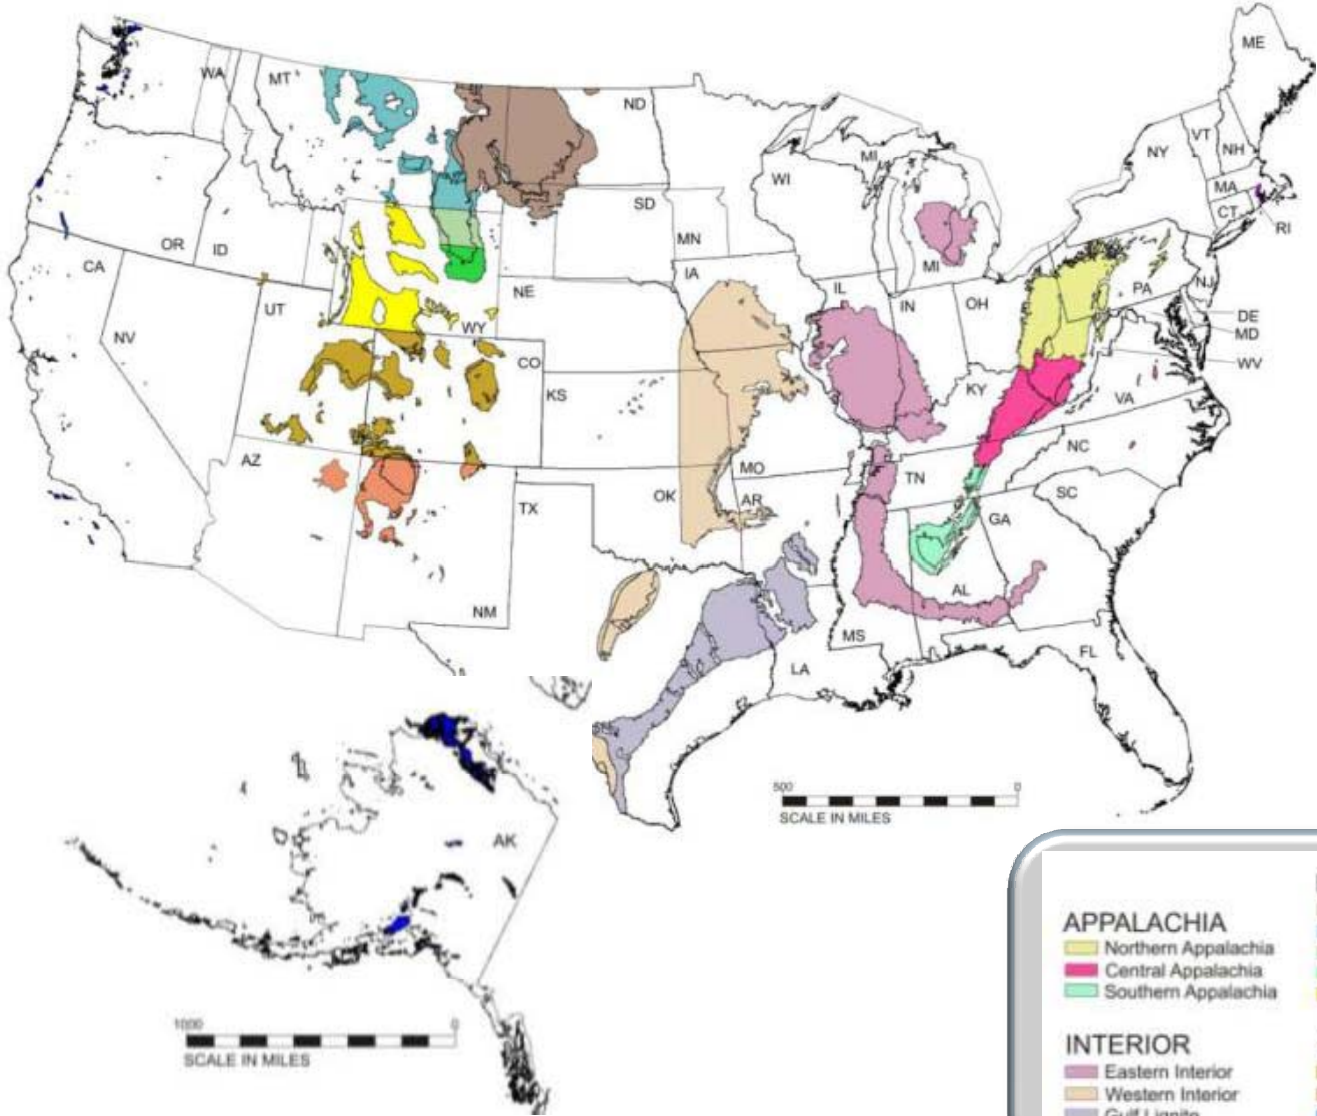 ME
WA
MT
ND
VT
NH
NY
MI
WI
MA
CT
RI
SD
MN
OR
ID
CA
IA
MI
NE
IL
IN
OH
PA
NJ
UT
WY
DE
MD
NV
CO
WV
KS
KY
VA
AZ
MO
TN
NC
OK
AR
SC
TX
GA
AL
NM
MS
LA
FL
500 0
SCALE IN MILES
AK
1000 0
SCALE IN MILES
APPALACHIA
Northern Appalachia
Central Appalachia
Southern Appalachia
INTERIOR
Eastern Interior
Western Interior
Gulf Lignite